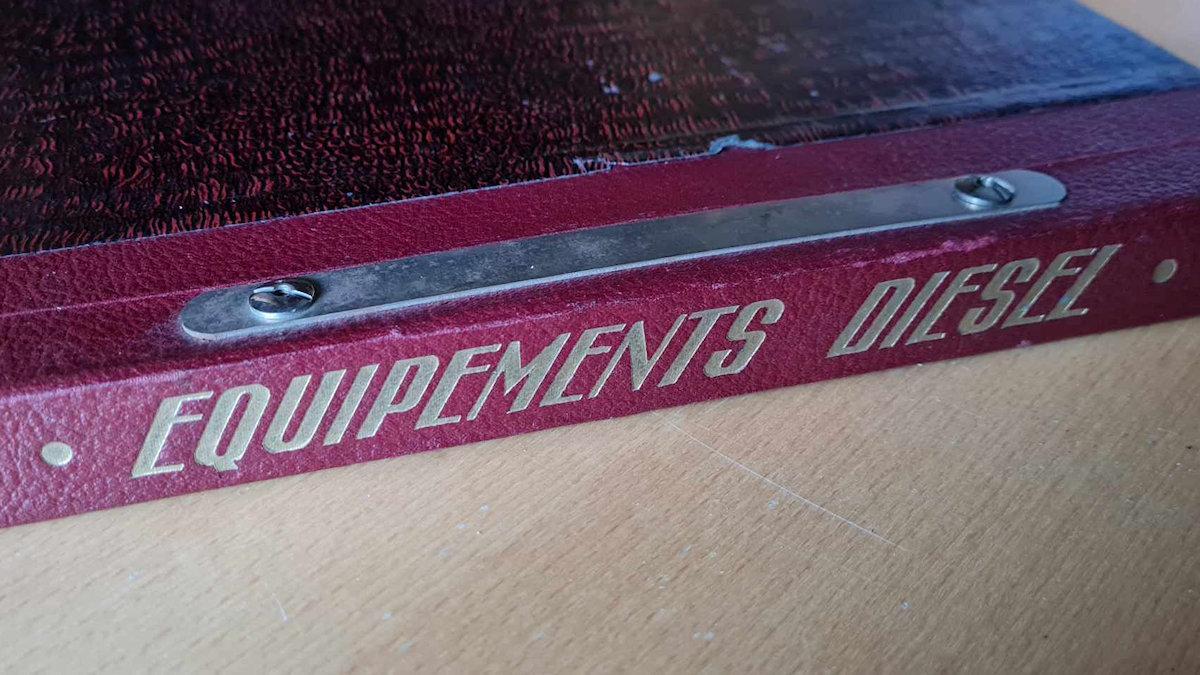 • EQUIPEMENTS DIESEL •